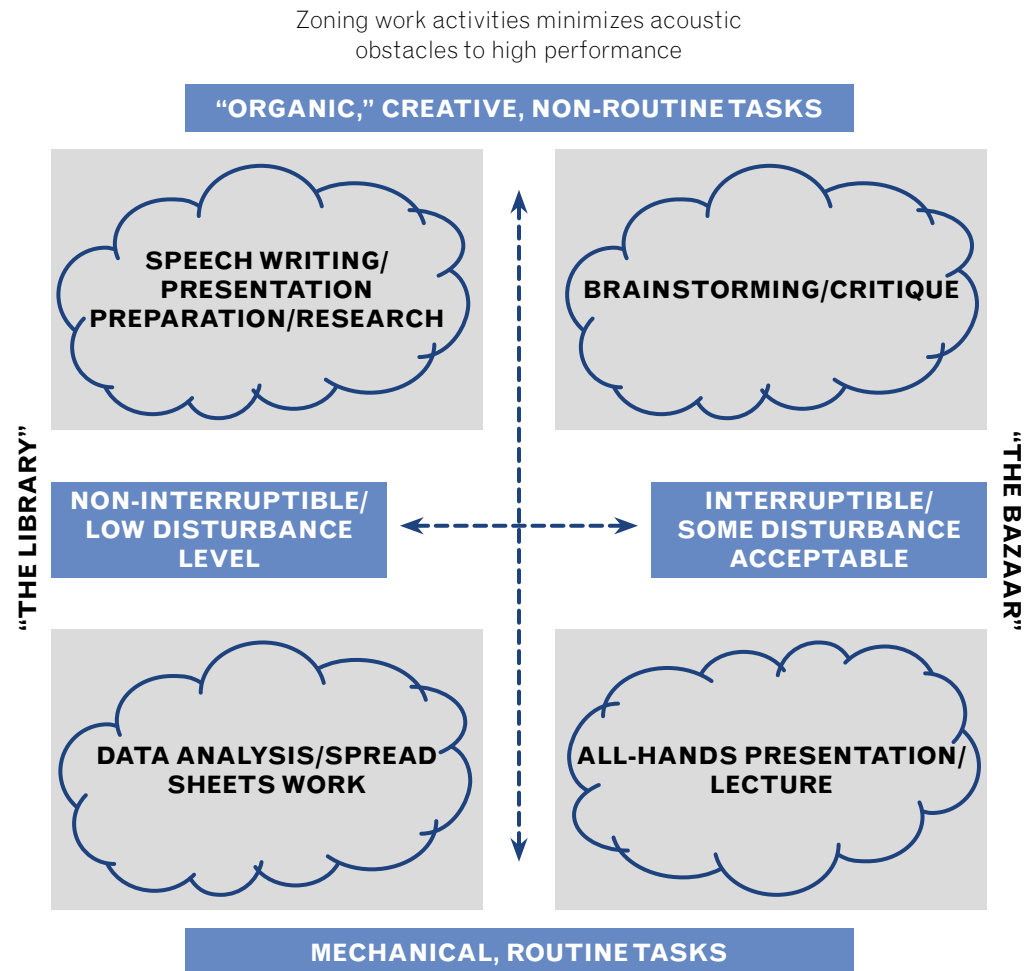 Zoning work activities minimizes acoustic
obstacles to high performance
“ORGANIC,” CREATIVE, NON-ROUTINE TASKS
SPEECH WRITING/
PRESENTATION
PREPARATION/RESEARCH
BRAINSTORMING/CRITIQUE
“THE LIBRARY”
NON-INTERRUPTIBLE/
LOW DISTURBANCE
LEVEL
INTERRUPTIBLE/
SOME DISTURBANCE
ACCEPTABLE
“THE BAZAAR”
DATA ANALYSIS/SPREAD
SHEETS WORK
ALL-HANDS PRESENTATION/
LECTURE
MECHANICAL, ROUTINE TASKS